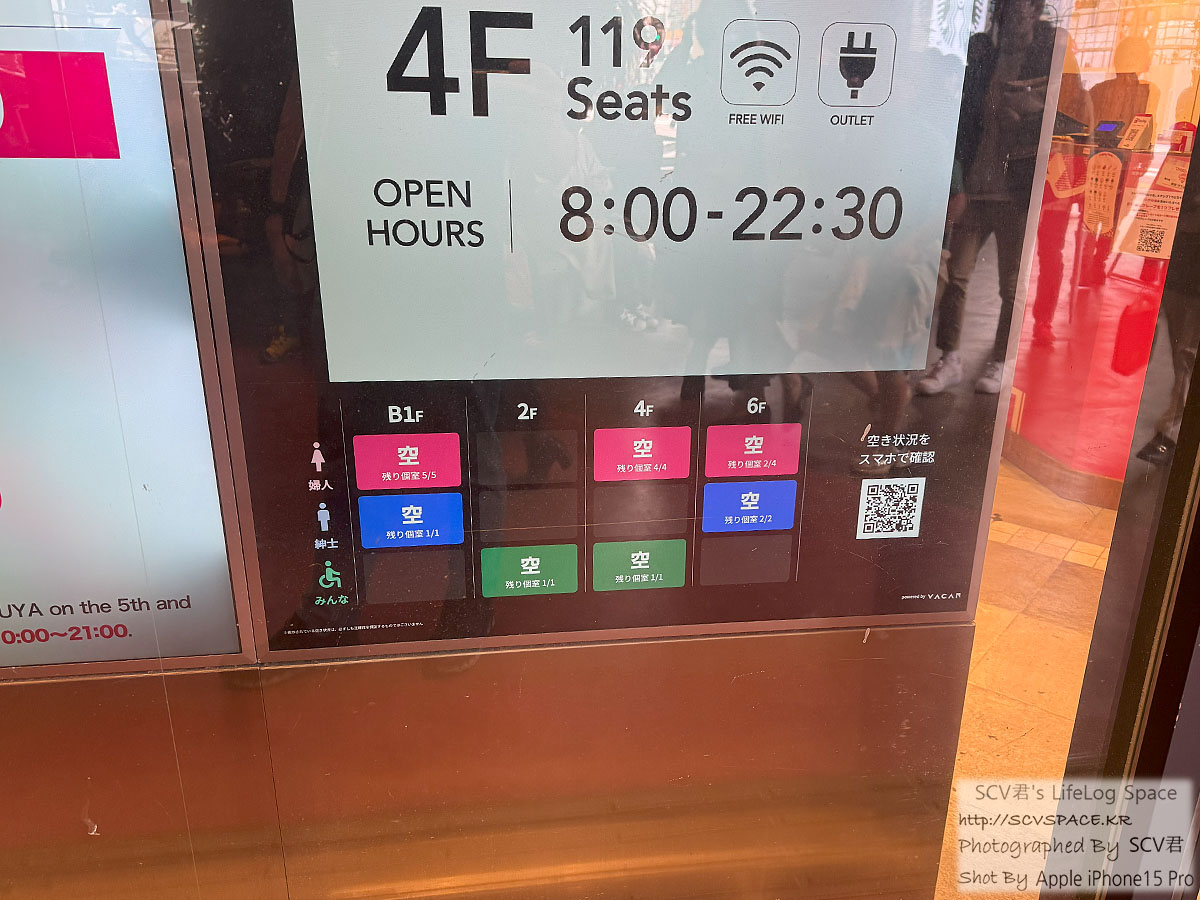 4F
119
Seats
FREE WIFI
OUTLET
OPEN
HOURS
8:00-22:30
B1F
2F
4F
6F
婦人
空
残り個室 5/5
空
残り個室 4/4
空
残り個室 2/4
紳士
空
残り個室 1/1
空
残り個室 2/2
みんな
空
残り個室 1/1
空
残り個室 1/1
空き状況を
スマホで確認
powered by VACAN
UYA on the 5th and
0:00〜21:00.
SCV君's LifeLog Space
http://SCVSPACE.KR
Photographed By SCV君
Shot By Apple iPhone15 Pro